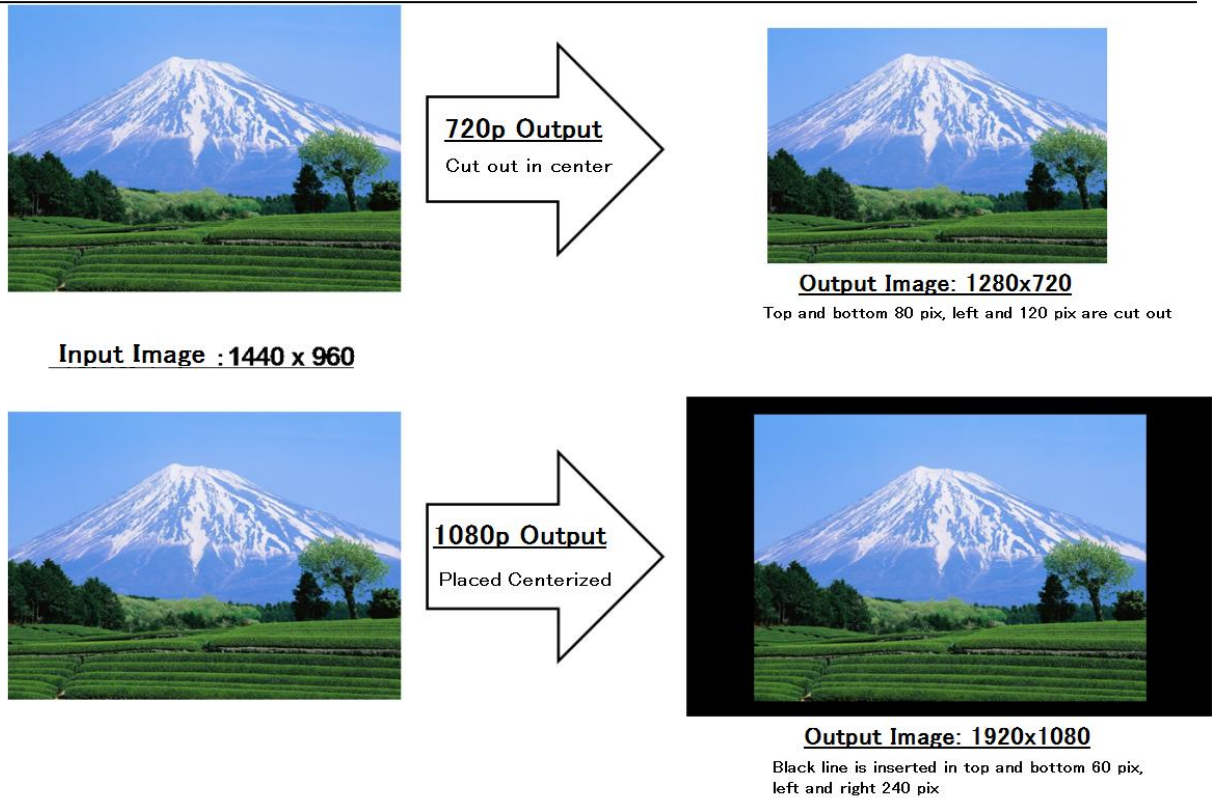 720p Output
Cut out in center
Output Image: 1280x720
Top and bottom 80 pix, left and 120 pix are cut out
Input Image : 1440 x 960
1080p Output
Placed Centerized
Output Image: 1920x1080
Black line is inserted in top and bottom 60 pix,
left and right 240 pix